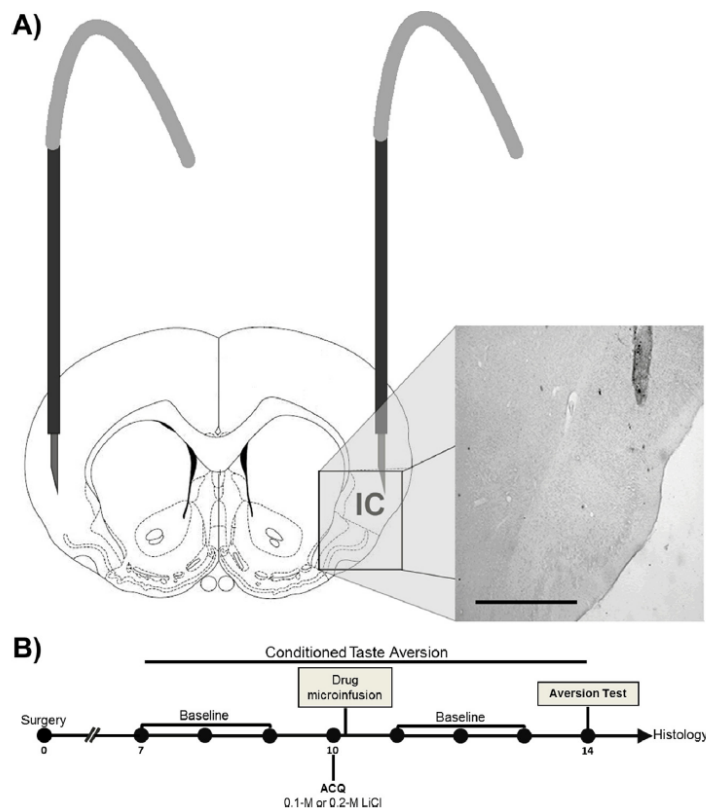 A)
IC
B)
Conditioned Taste Aversion
Drug
microinfusion
Aversion Test
Surgery
Baseline
Baseline
Histology
0
7
10
14
ACQ
0.1-M or 0.2-M LiCl